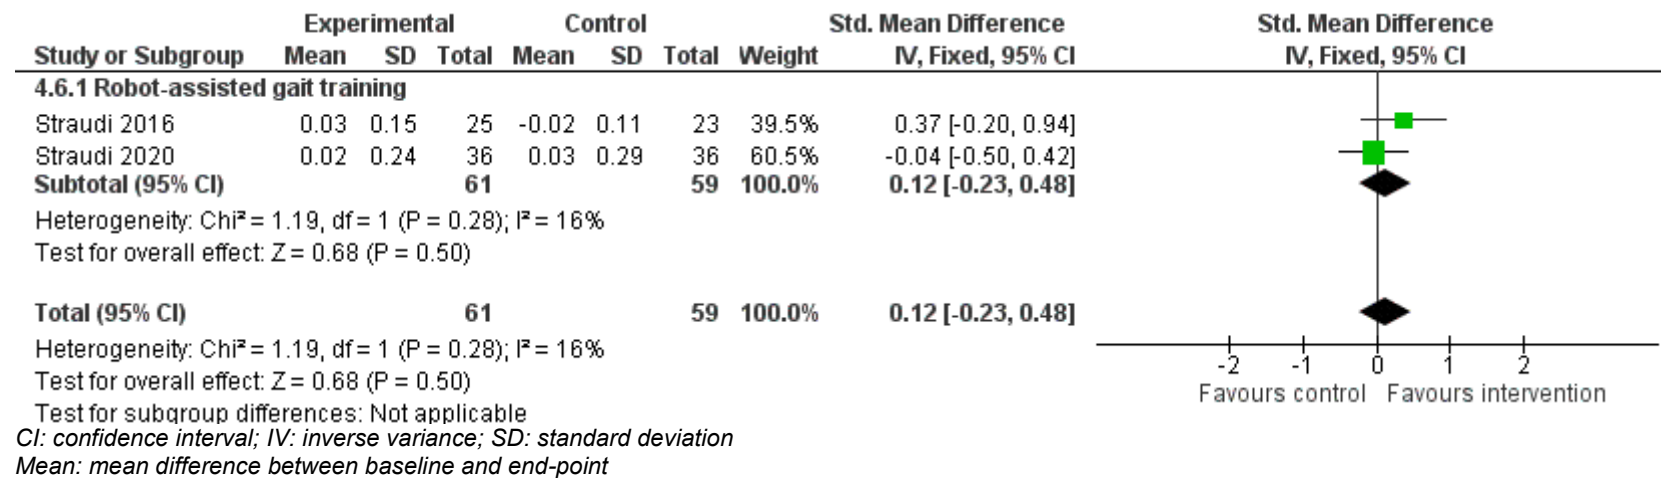 Experimental Control Std. Mean Difference Std. Mean Difference
Study or Subgroup Mean SD Total Mean SD Total Weight IV, Fixed, 95% CI IV, Fixed, 95% CI
4.6.1 Robot-assisted gait training
Straudi 2016 0.03 0.15 25 -0.02 0.11 23 39.5% 0.37 [-0.20, 0.94]
Straudi 2020 0.02 0.24 36 0.03 0.29 36 60.5% -0.04 [-0.50, 0.42]
Subtotal (95% CI) 61 59 100.0% 0.12 [-0.23, 0.48]
Heterogeneity: Chi² = 1.19, df = 1 (P = 0.28); I² = 16%
Test for overall effect: Z = 0.68 (P = 0.50)
Total (95% CI) 61 59 100.0% 0.12 [-0.23, 0.48]
Heterogeneity: Chi² = 1.19, df = 1 (P = 0.28); I² = 16%
Test for overall effect: Z = 0.68 (P = 0.50)
Test for subgroup differences: Not applicable
-2 -1 0 1 2
Favours control Favours intervention
CI: confidence interval; IV: inverse variance; SD: standard deviation
Mean: mean difference between baseline and end-point